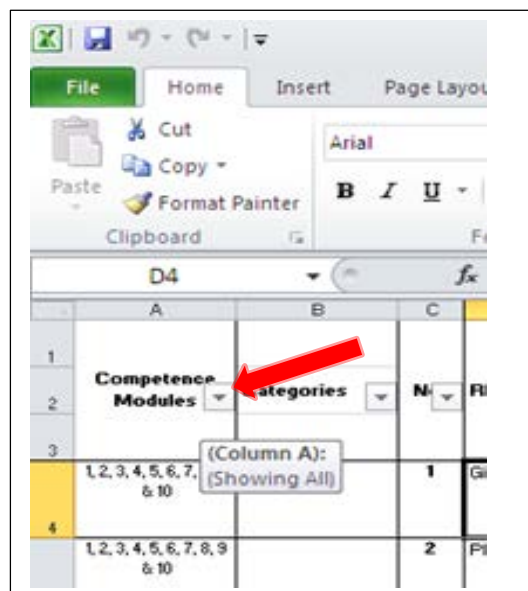 File Home Insert Page Layou
Cut
Copy
Paste
Format Painter
Arial
B I U
Clipboard
D4 fx
A B C
1
Competence
Modules
Categories
2
3
(Column A):
(Showing All)
1, 2, 3, 4, 5, 6, 7,
& 10
1
4
1, 2, 3, 4, 5, 6, 7, 8, 9
& 10
2